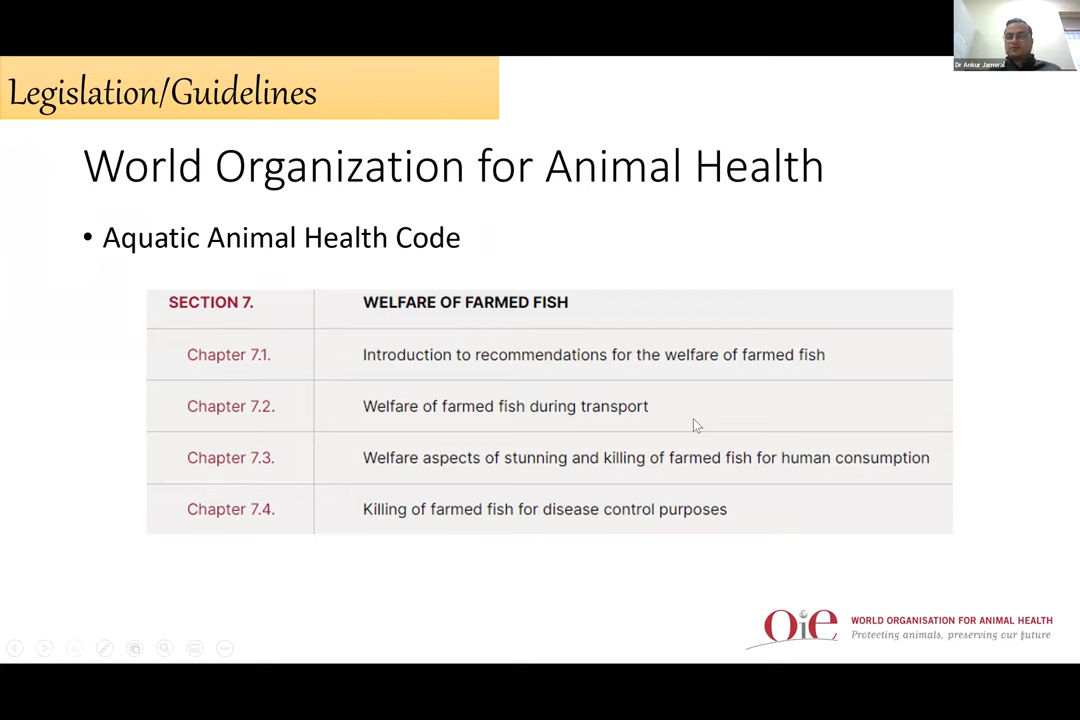 Dr Ankur Jamwal
Legislation/Guidelines
World Organization for Animal Health
• Aquatic Animal Health Code
SECTION 7. WELFARE OF FARMED FISH
Chapter 7.1. Introduction to recommendations for the welfare of farmed fish
Chapter 7.2. Welfare of farmed fish during transport
Chapter 7.3. Welfare aspects of stunning and killing of farmed fish for human consumption
Chapter 7.4. Killing of farmed fish for disease control purposes
oie WORLD ORGANISATION FOR ANIMAL HEALTH
Protecting animals, preserving our future